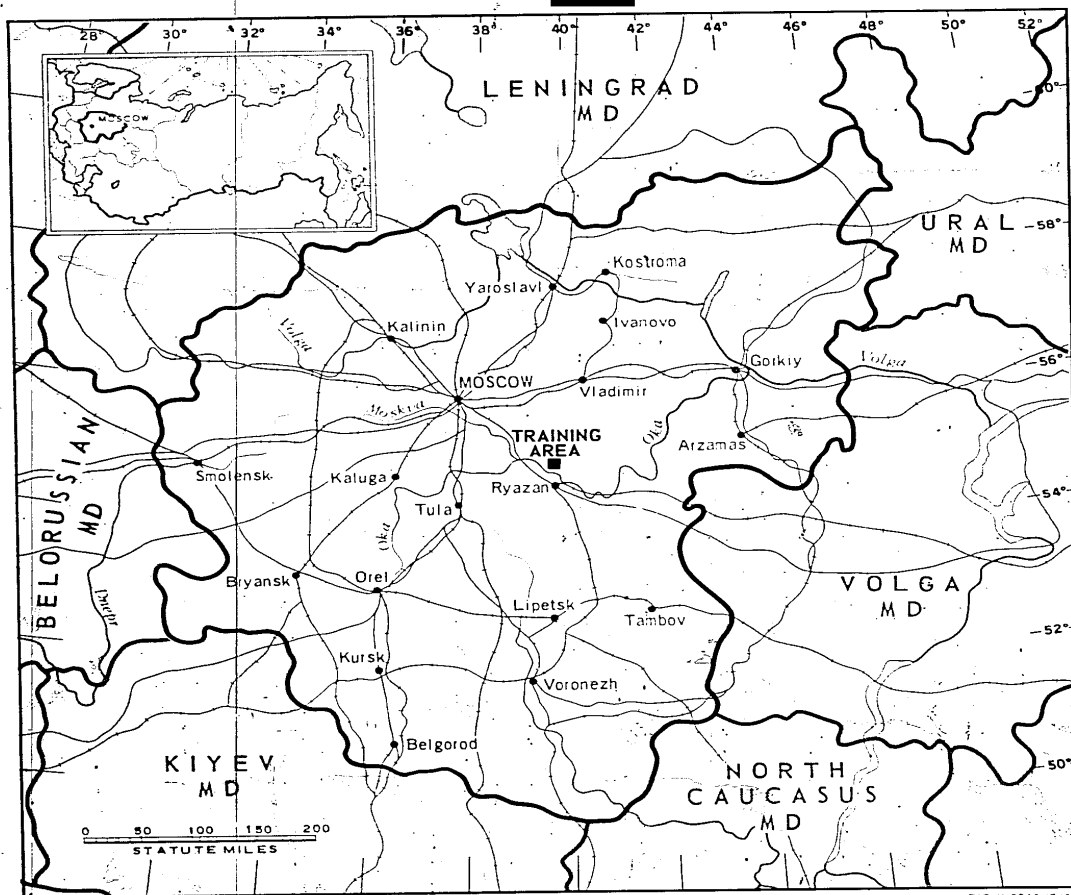 28° 30° 32° 34° 36° 38° 40° 42° 44° 46° 48° 50° 52°
MOSCOW
LENINGRAD
MD
URAL
MD
58°
Kostroma
Yaroslavl
Ivanovo
Kalinin
Volga
Gorkiy
Volga
56°
MOSCOW
Vladimir
Moskva
TRAINING
AREA
Oka
Arzamas
BELORUSSIAN
MD
Smolensk
Kaluga
Ryazan
54°
Tula
Oka
Bryansk
Orel
VOLGA
MD
Dnepr
Lipetsk
Tambov
52°
Kursk
Voronezh
Belgorod
50°
KIYEV
MD
NORTH
CAUCASUS
MD
0 50 100 150 200
STATUTE MILES